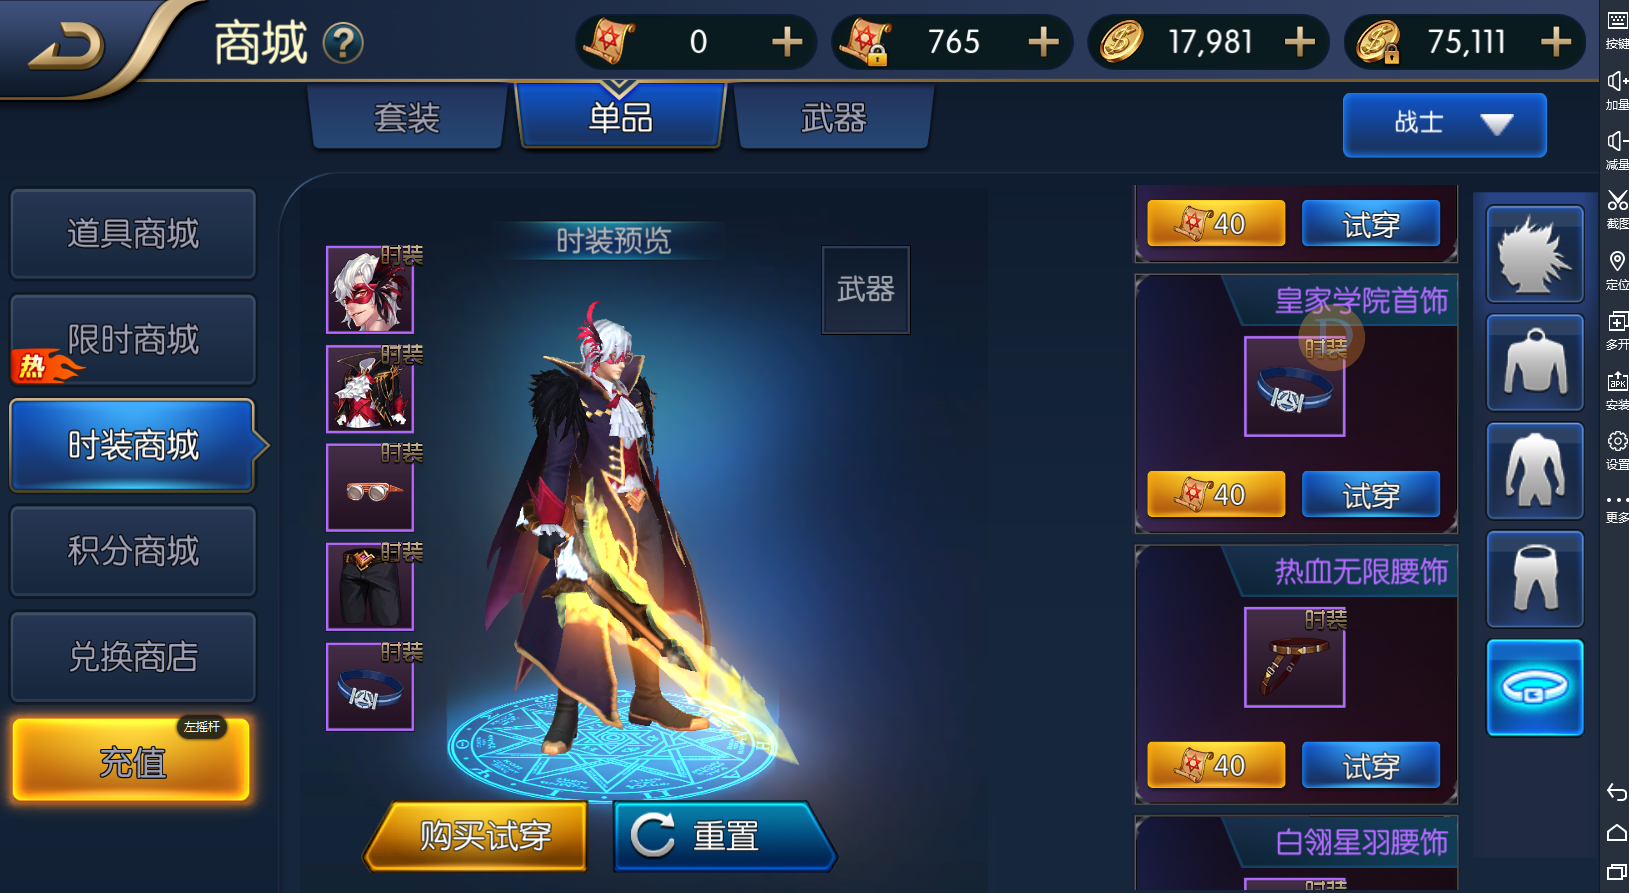 商城 ?
0
765
17,981
75,111
套装
单品
武器
战士
道具商城
限时商城
热
时装商城
积分商城
兑换商店
左摇杆
充值
时装预览
武器
时装
时装
时装
时装
时装
购买试穿
重置
40
试穿
皇家学院首饰
时装
40
试穿
热血无限腰饰
时装
40
试穿
白翎星羽腰饰
时装
按键
加量
减量
截图
定位
多开
APK
安装
设置
更多